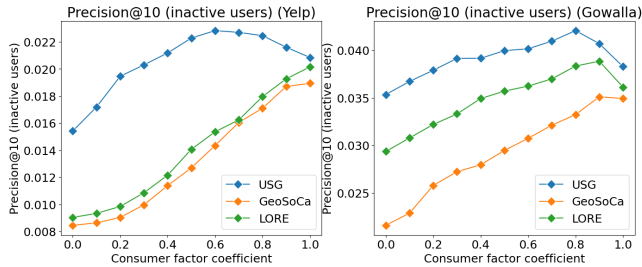 Precision@10 (inactive users) (Yelp)
Precision@10 (inactive users)
0.022
0.020
0.018
0.016
0.014
0.012
0.010
0.008
USG
GeoSoCa
LORE
0.0 0.2 0.4 0.6 0.8 1.0
Consumer factor coefficient
Precision@10 (inactive users) (Gowalla)
Precision@10 (inactive users)
0.040
0.035
0.030
0.025
USG
GeoSoCa
LORE
0.0 0.2 0.4 0.6 0.8 1.0
Consumer factor coefficient